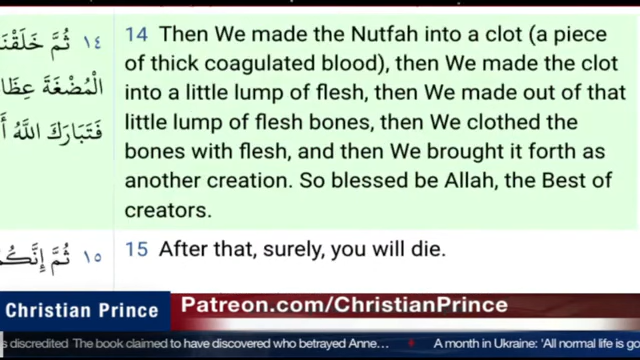 ١٤ ثُمَّ خَلَقْنَا
14 Then We made the Nutfah into a clot (a piece
of thick coagulated blood), then We made the clot
into a little lump of flesh, then We made out of that
little lump of flesh bones, then We clothed the
bones with flesh, and then We brought it forth as
another creation. So blessed be Allah, the Best of
creators.
الْمُضْغَةَ
فَتَبَارَكَ اللَّهُ
١٥ ثُمَّ
15 After that, surely, you will die.
Christian Prince
Patreon.com/ChristianPrince
s discredited The book claimed to have discovered who betrayed Anne... A month in Ukraine: 'All normal life is go